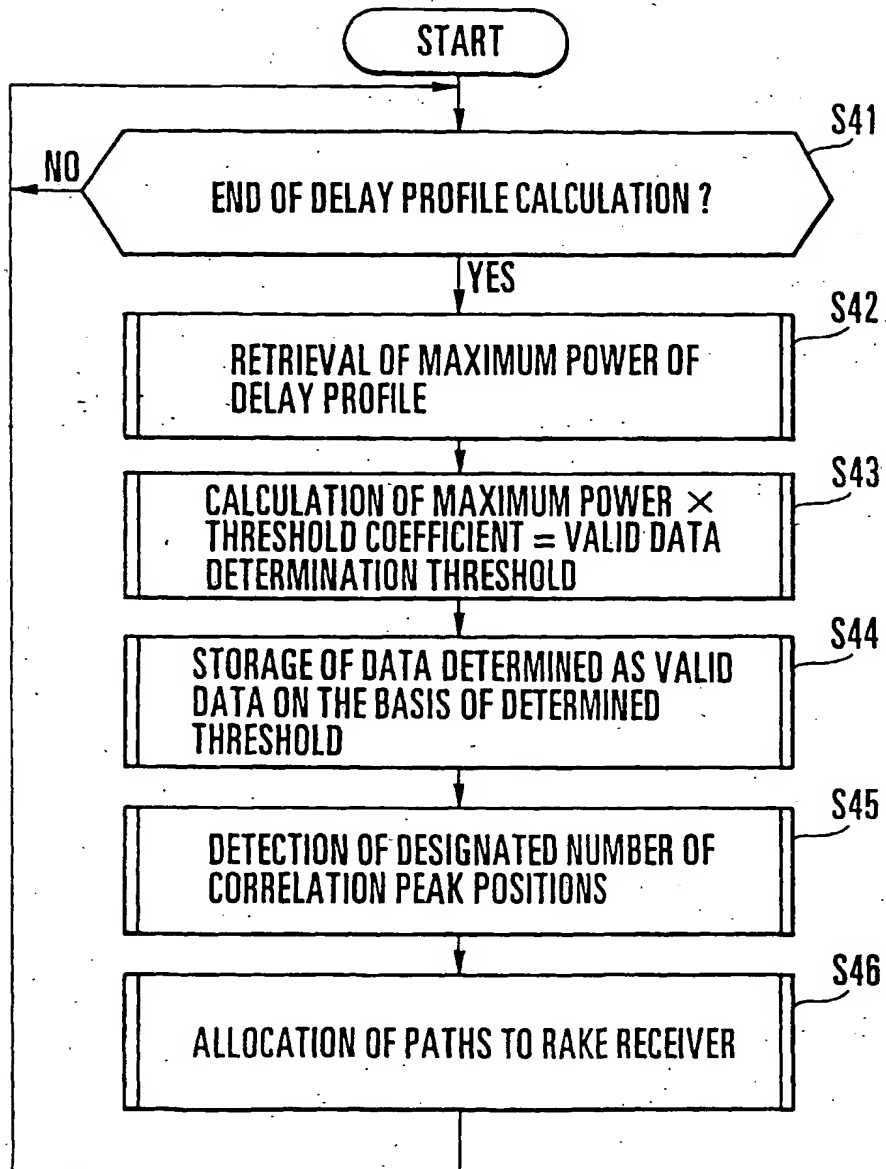 START
S41
NO
END OF DELAY PROFILE CALCULATION ?
YES
S42
RETRIEVAL OF MAXIMUM POWER OF
DELAY PROFILE
S43
CALCULATION OF MAXIMUM POWER ×
THRESHOLD COEFFICIENT = VALID DATA
DETERMINATION THRESHOLD
S44
STORAGE OF DATA DETERMINED AS VALID
DATA ON THE BASIS OF DETERMINED
THRESHOLD
S45
DETECTION OF DESIGNATED NUMBER OF
CORRELATION PEAK POSITIONS
S46
ALLOCATION OF PATHS TO RAKE RECEIVER